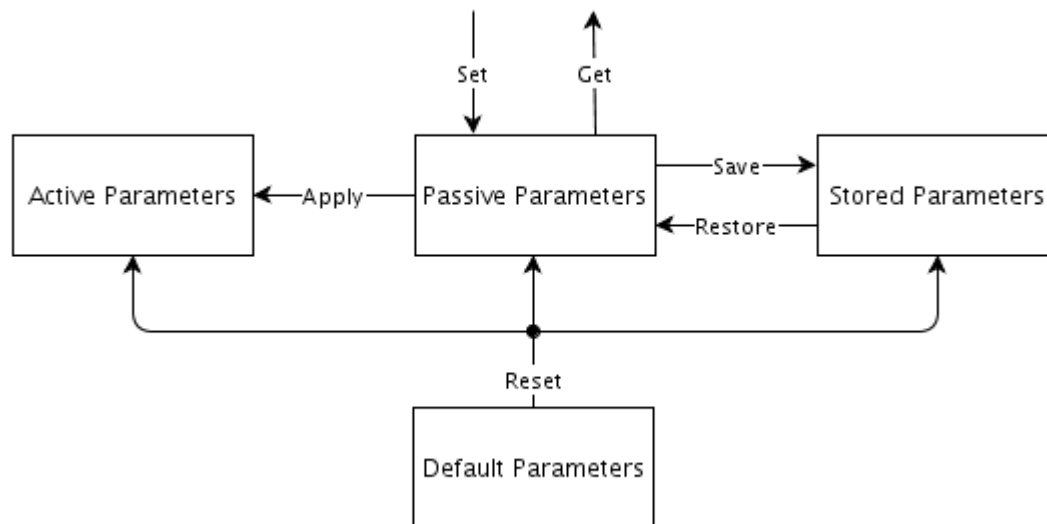 Set
Get
Active Parameters
Apply
Passive Parameters
Save
Restore
Stored Parameters
Reset
Default Parameters